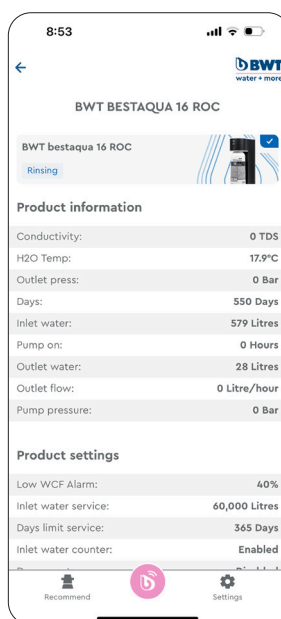 8:53
BWT
water + more
BWT BESTAQUA 16 ROC
BWT bestaqua 16 ROC
Rinsing
Product information
Conductivity: 0 TDS
H2O Temp: 17.9°C
Outlet press: 0 Bar
Days: 550 Days
Inlet water: 579 Litres
Pump on: 0 Hours
Outlet water: 28 Litres
Outlet flow: 0 Litre/hour
Pump pressure: 0 Bar
Product settings
Low WCF Alarm: 40%
Inlet water service: 60,000 Litres
Days limit service: 365 Days
Inlet water counter: Enabled
Recommend
Settings